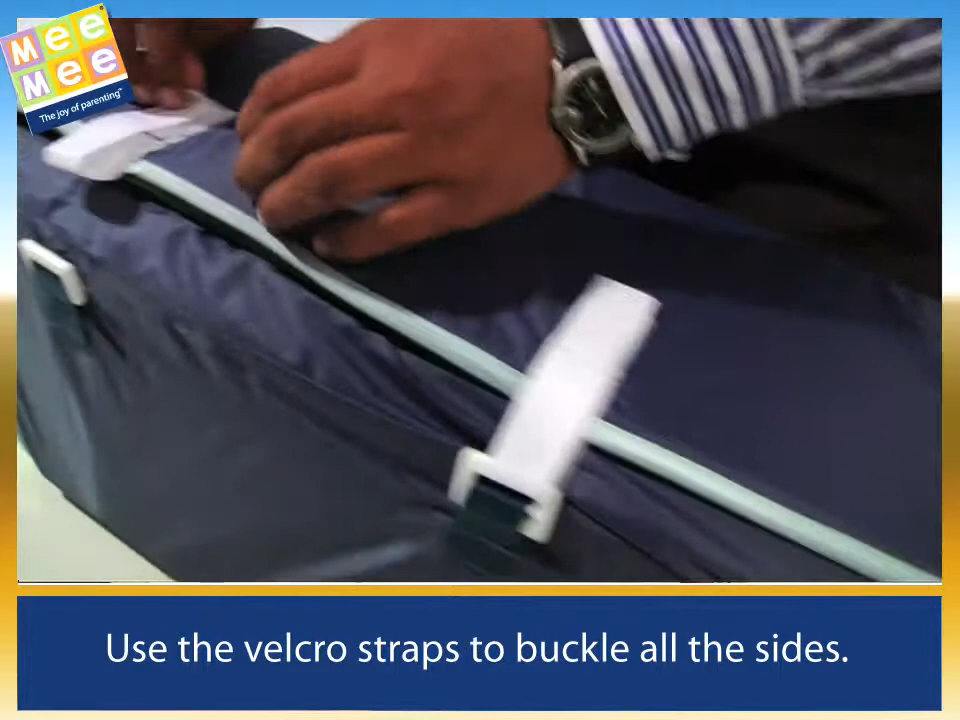 Mee
Mee
The joy of parenting
Use the velcro straps to buckle all the sides.